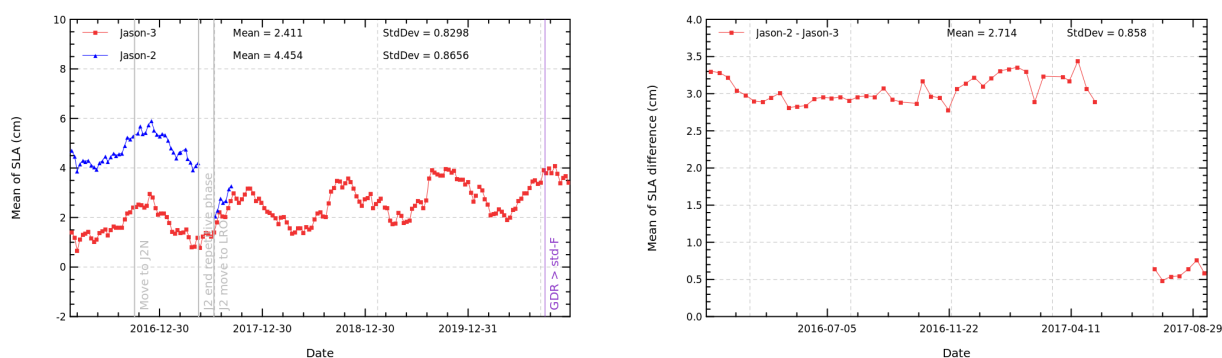 10
8
6
4
2
0
-2
Mean of SLA (cm)
Jason-3 Mean = 2.411 StdDev = 0.8298
Jason-2 Mean = 4.454 StdDev = 0.8656
Move to J2N
J2 end repetitive phase
J2 move to LRO
GDR > std-F
2016-12-30 2017-12-30 2018-12-30 2019-12-31
Date
4.0
3.5
3.0
2.5
2.0
1.5
1.0
0.5
0.0
Mean of SLA difference (cm)
Jason-2 - Jason-3 Mean = 2.714 StdDev = 0.858
2016-07-05 2016-11-22 2017-04-11 2017-08-29
Date